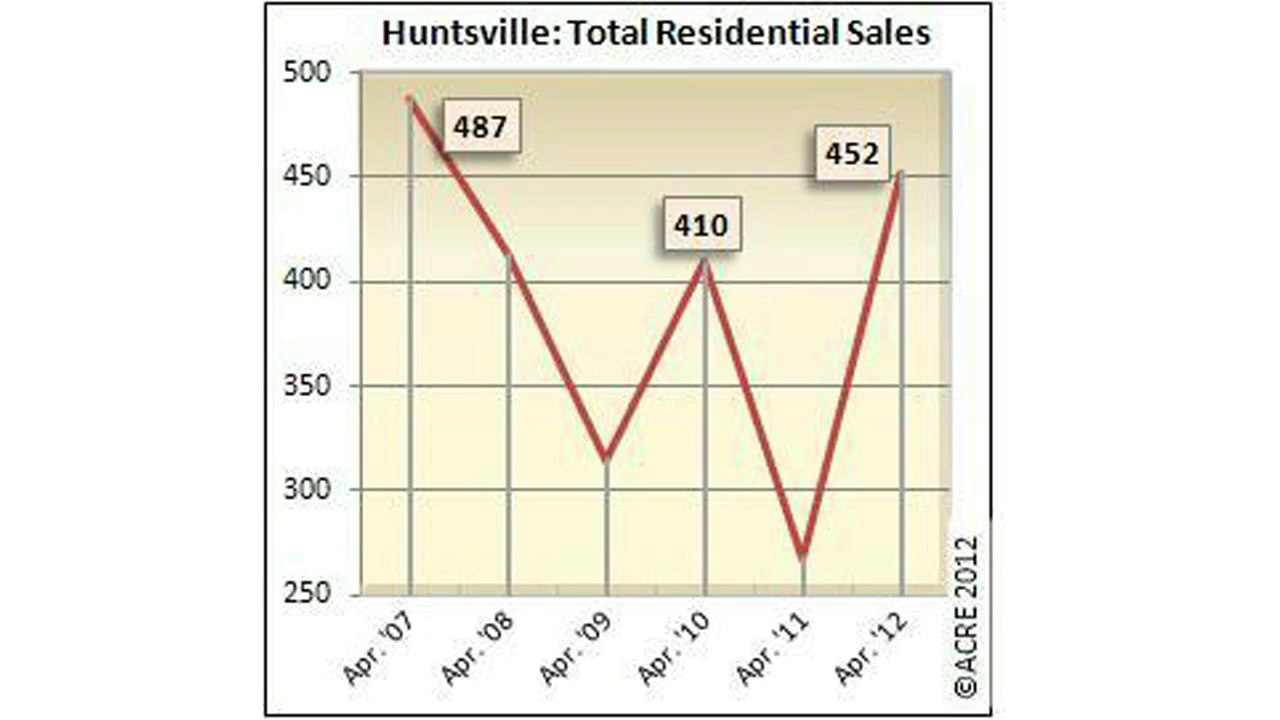 Huntsville: Total Residential Sales
500
450
400
350
300
250
487
410
452
Apr. '07
Apr. '08
Apr. '09
Apr. '10
Apr. '11
Apr. '12
©ACRE 2012